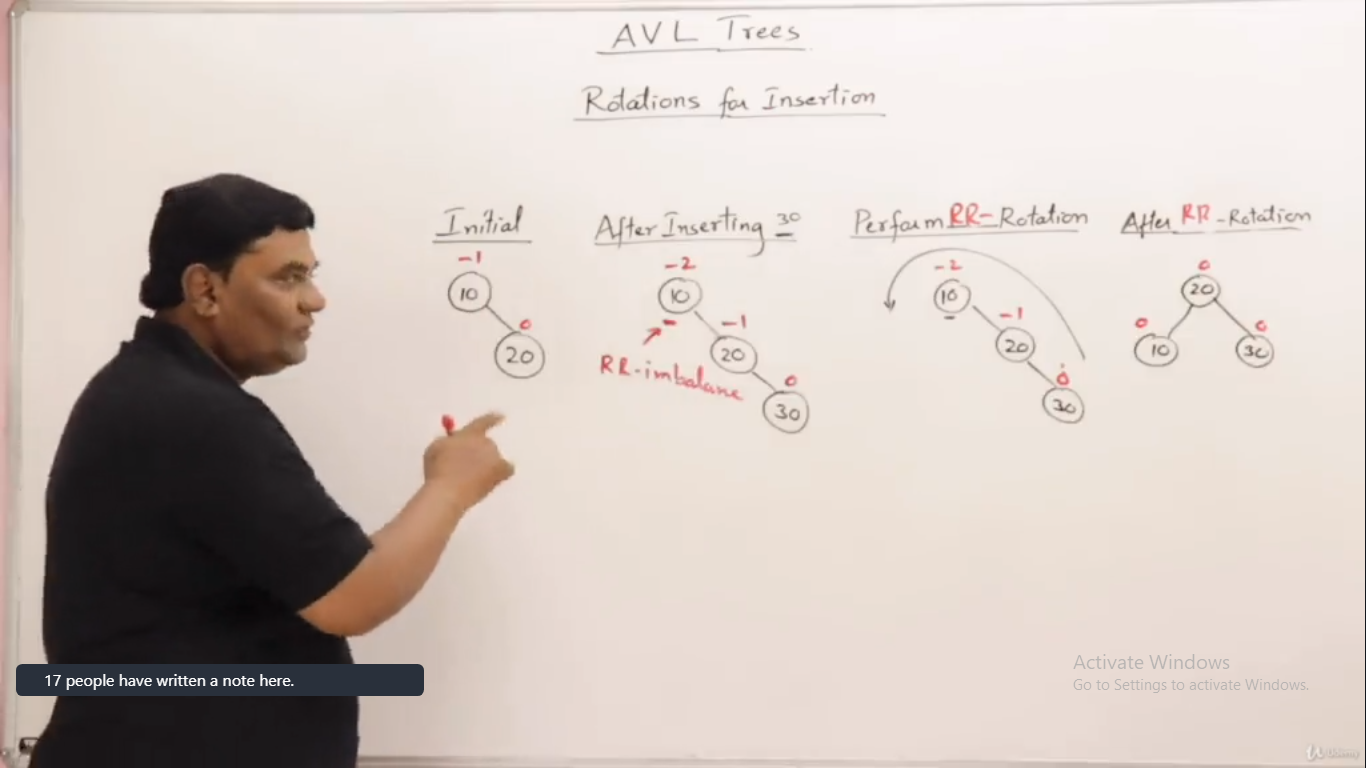 AVL Trees
Rotations for Insertion
Initial
-1
10
0
20
After Inserting 30
-2
10
-
-1
20
0
30
RR-imbalane
Perform RR- Rotation
-2
10
-1
20
0
30
After RR -Rotation
0
20
0
10
0
30
17 people have written a note here.
Activate Windows
Go to Settings to activate Windows.
Udemy